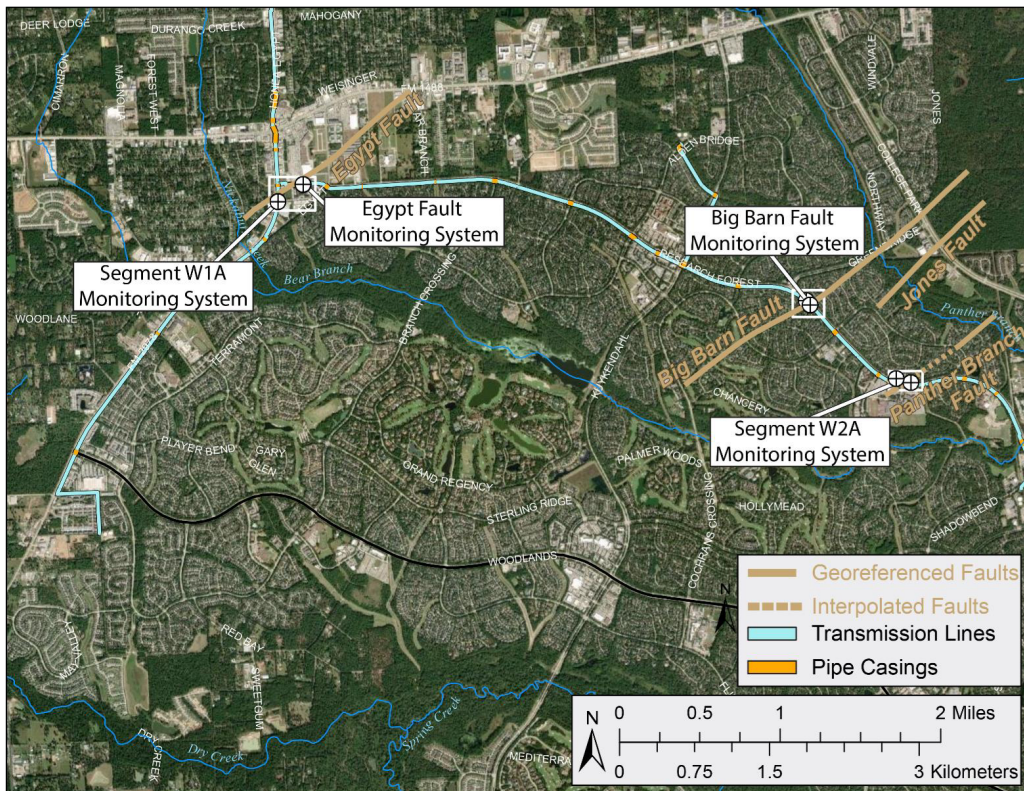 DEER LODGE
DURANGO CREEK
MAHOGANY
CIMARRON
MAGNOLIA
FOREST WEST
WEISINGER
FM 1488
WINDVALE
JONES
COLLEGE PARK
NORTHWAY
ALDEN BRIDGE
Egypt Fault
Egypt Fault
Monitoring System
Big Barn Fault
Monitoring System
Segment W1A
Monitoring System
Bear Branch
RESEARCH FOREST
Jones Fault
Panther Branch
WOODLANE
TERRAMONT
BRANCH CROSSING
KUYKENDAHL
Big Barn Fault
Panther Branch
Fault
CHANCERY
Segment W2A
Monitoring System
PLAYER BEND
GARY
GLEN
GRAND REGENCY
PALMER WOODS
STERLING RIDGE
HOLLYMEAD
COCHRANS CROSSING
SHADOWBEND
WOODLANDS
Georeferenced Faults
Interpolated Faults
Transmission Lines
Pipe Casings
MAY VALLEY
RED BAY
SWEETGUM
DRY CREEK
Dry Creek
Spring Creek
MEDITERRA
N
N
0 0.5 1 2 Miles
0 0.75 1.5 3 Kilometers